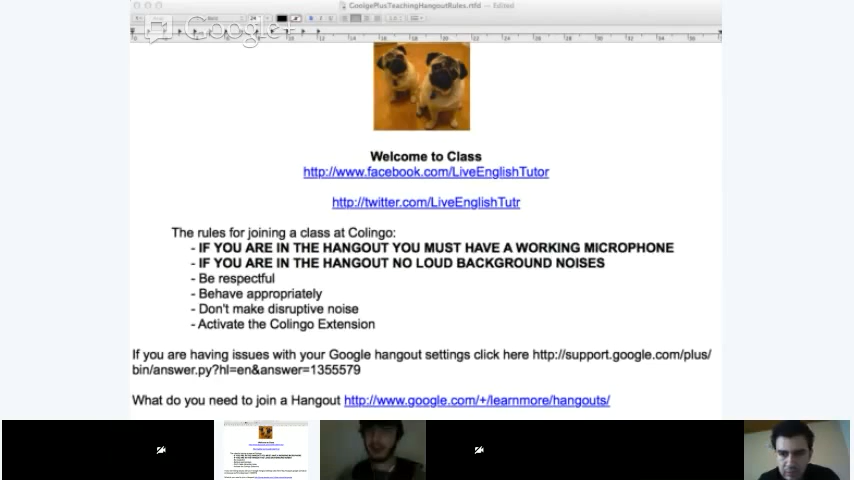 GoolgePlusTeachingHangoutRules.rtfd — Edited
Google+
Welcome to Class
http://www.facebook.com/LiveEnglishTutor
http://twitter.com/LiveEnglishTutr
The rules for joining a class at Colingo:
- IF YOU ARE IN THE HANGOUT YOU MUST HAVE A WORKING MICROPHONE
- IF YOU ARE IN THE HANGOUT NO LOUD BACKGROUND NOISES
- Be respectful
- Behave appropriately
- Don't make disruptive noise
- Activate the Colingo Extension
If you are having issues with your Google hangout settings click here http://support.google.com/plus/
bin/answer.py?hl=en&answer=1355579
What do you need to join a Hangout http://www.google.com/+/learnmore/hangouts/